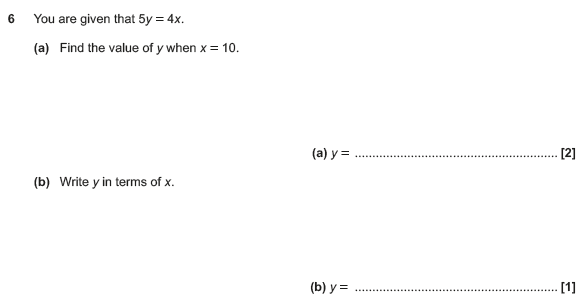 6 You are given that 5y = 4x.
(a) Find the value of y when x = 10.
(a) y = .......................................................... [2]
(b) Write y in terms of x.
(b) y = .......................................................... [1]